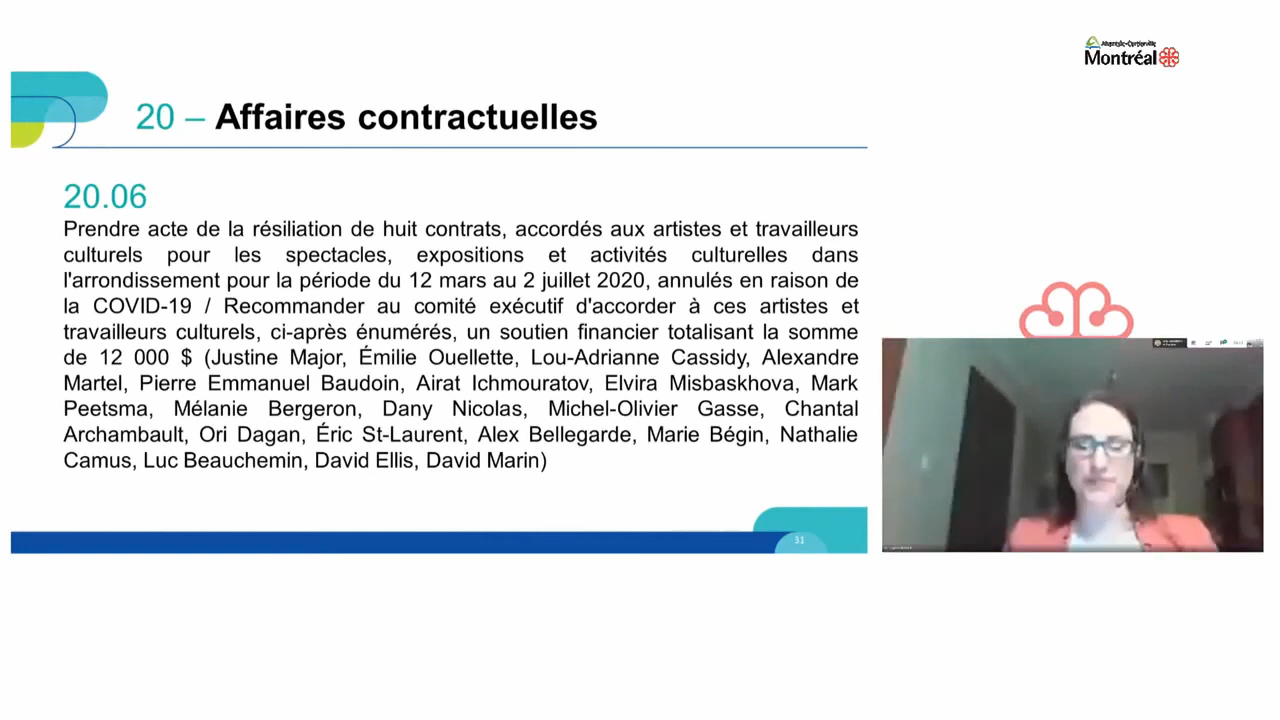 Ahuntsic-Cartierville
Montréal
20 – Affaires contractuelles
20.06
Prendre acte de la résiliation de huit contrats, accordés aux artistes et travailleurs
culturels pour les spectacles, expositions et activités culturelles dans
l'arrondissement pour la période du 12 mars au 2 juillet 2020, annulés en raison de
la COVID-19 / Recommander au comité exécutif d'accorder à ces artistes et
travailleurs culturels, ci-après énumérés, un soutien financier totalisant la somme
de 12 000 $ (Justine Major, Émilie Ouellette, Lou-Adrianne Cassidy, Alexandre
Martel, Pierre Emmanuel Baudoin, Airat Ichmouratov, Elvira Misbaskhova, Mark
Peetsma, Mélanie Bergeron, Dany Nicolas, Michel-Olivier Gasse, Chantal
Archambault, Ori Dagan, Éric St-Laurent, Alex Bellegarde, Marie Bégin, Nathalie
Camus, Luc Beauchemin, David Ellis, David Marin)
31